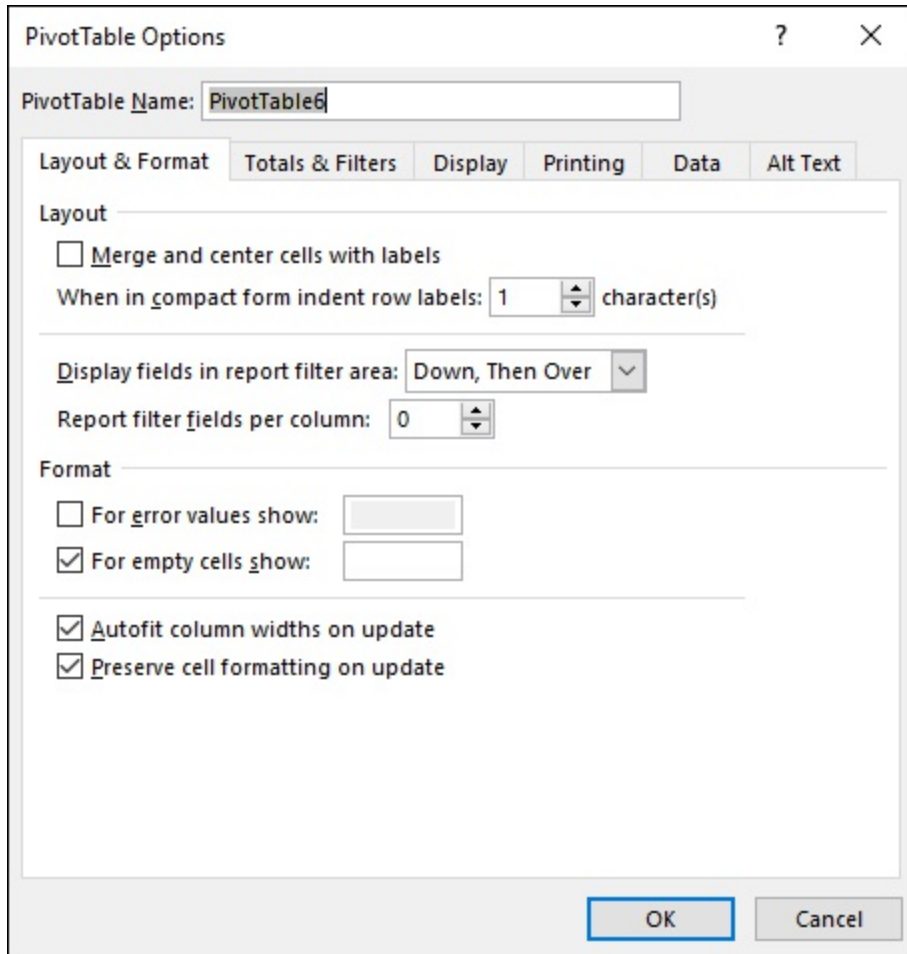 PivotTable Options ?
PivotTable Name: PivotTable6
Layout & Format Totals & Filters Display Printing Data Alt Text
Layout
Merge and center cells with labels
When in compact form indent row labels: 1 character(s)
Display fields in report filter area: Down, Then Over
Report filter fields per column: 0
Format
For error values show:
For empty cells show:
Autofit column widths on update
Preserve cell formatting on update
OK Cancel